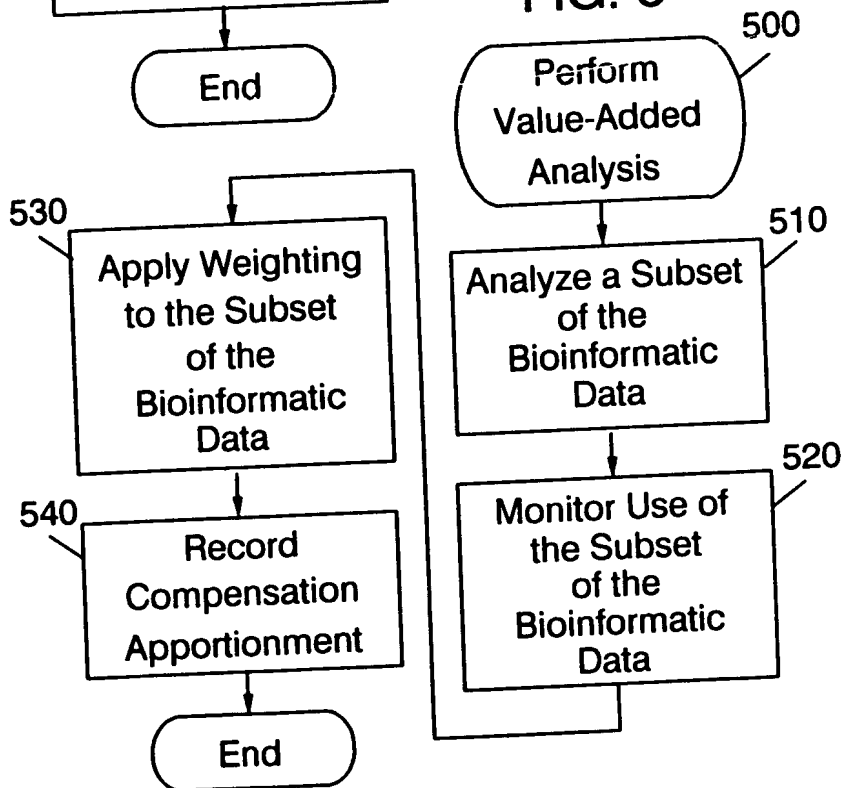 FIG.
End
500
Perform
Value-Added
Analysis
510
Analyze a Subset
of the
Bioinformatic
Data
520
Monitor Use of
the Subset
of the
Bioinformatic
Data
530
Apply Weighting
to the Subset
of the
Bioinformatic
Data
540
Record
Compensation
Apportionment
End